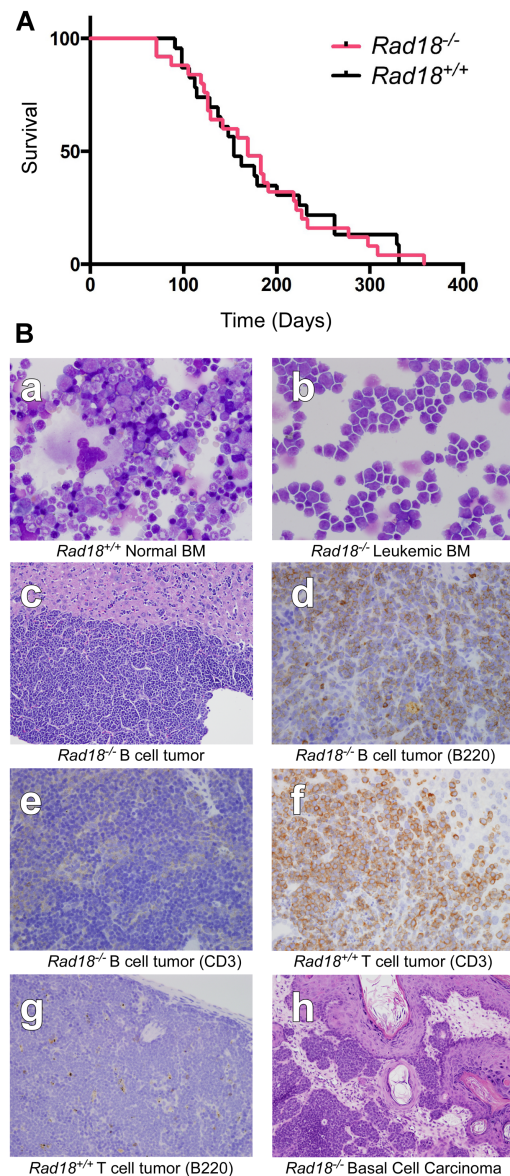 A
100
Rad18-/-
Rad18+/+
Survival
50
0
0 100 200 300 400
Time (Days)
B
a b
Rad18+/+ Normal BM Rad18-/- Leukemic BM
c d
Rad18-/- B cell tumor Rad18-/- B cell tumor (B220)
e f
Rad18-/- B cell tumor (CD3) Rad18+/+ T cell tumor (CD3)
g h
Rad18+/+ T cell tumor (B220) Rad18-/- Basal Cell Carcinoma